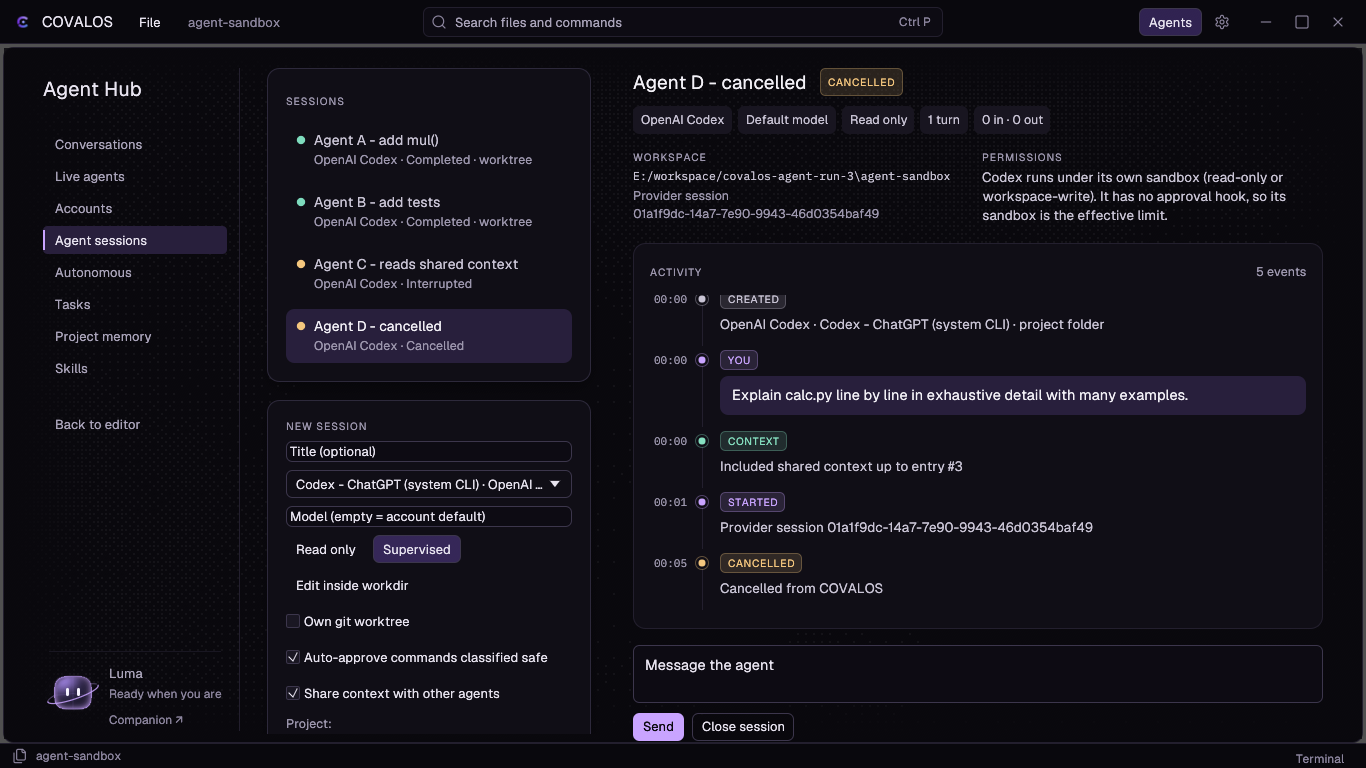 COVALOS
File
agent-sandbox
Search files and commands
Ctrl P
Agents
Agent Hub
Conversations
Live agents
Accounts
Agent sessions
Autonomous
Tasks
Project memory
Skills
Back to editor
Luma
Ready when you are
Companion ↗
SESSIONS
Agent A - add mul()
OpenAI Codex · Completed · worktree
Agent B - add tests
OpenAI Codex · Completed · worktree
Agent C - reads shared context
OpenAI Codex · Interrupted
Agent D - cancelled
OpenAI Codex · Cancelled
NEW SESSION
Title (optional)
Codex - ChatGPT (system CLI) · OpenAI ...
Model (empty = account default)
Read only
Supervised
Edit inside workdir
Own git worktree
Auto-approve commands classified safe
Share context with other agents
Project:
Agent D - cancelled
CANCELLED
OpenAI Codex
Default model
Read only
1 turn
0 in · 0 out
WORKSPACE
E:/workspace/covalos-agent-run-3\agent-sandbox
Provider session
01a1f9dc-14a7-7e90-9943-46d0354baf49
PERMISSIONS
Codex runs under its own sandbox (read-only or
workspace-write). It has no approval hook, so its
sandbox is the effective limit.
ACTIVITY
5 events
00:00
CREATED
OpenAI Codex · Codex - ChatGPT (system CLI) · project folder
00:00
YOU
Explain calc.py line by line in exhaustive detail with many examples.
00:00
CONTEXT
Included shared context up to entry #3
00:01
STARTED
Provider session 01a1f9dc-14a7-7e90-9943-46d0354baf49
00:05
CANCELLED
Cancelled from COVALOS
Message the agent
Send
Close session
agent-sandbox
Terminal